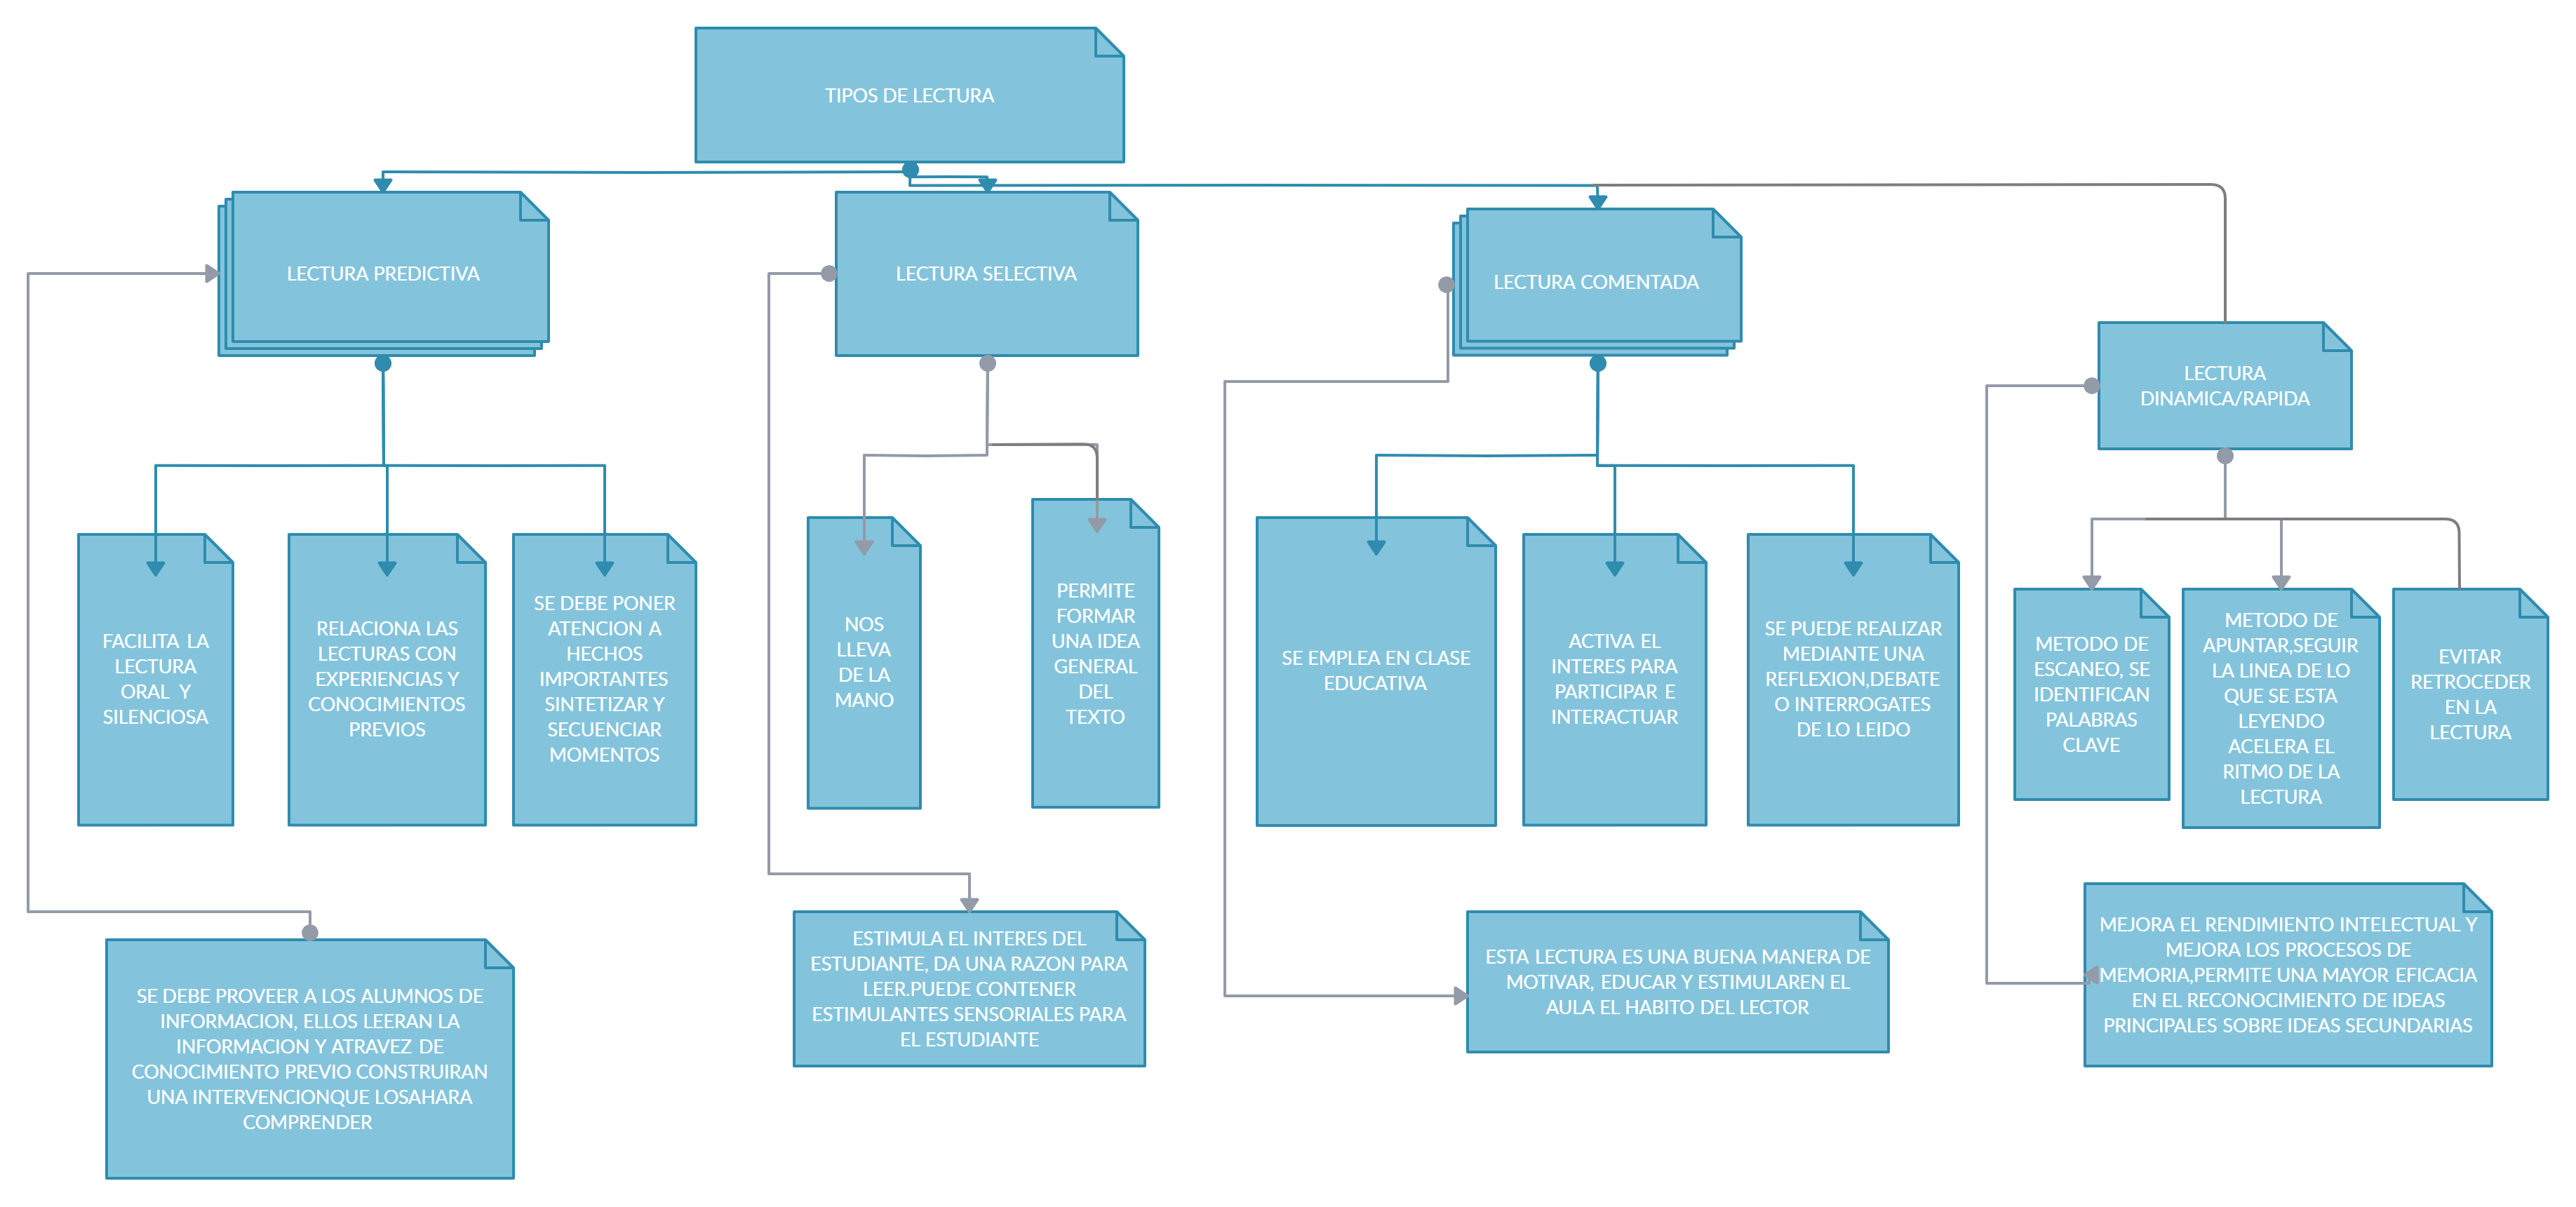 TIPOS DE LECTURA
LECTURA PREDICTIVA
LECTURA SELECTIVA
LECTURA COMENTADA
LECTURA
DINAMICA/RAPIDA
FACILITA LA
LECTURA
ORAL Y
SILENCIOSA
RELACIONA LAS
LECTURAS CON
EXPERIENCIAS Y
CONOCIMIENTOS
PREVIOS
SE DEBE PONER
ATENCION A
HECHOS
IMPORTANTES
SINTETIZAR Y
SECUENCIAR
MOMENTOS
NOS
LLEVA
DE LA
MANO
PERMITE
FORMAR
UNA IDEA
GENERAL
DEL
TEXTO
SE EMPLEA EN CLASE
EDUCATIVA
ACTIVA EL
INTERES PARA
PARTICIPAR E
INTERACTUAR
SE PUEDE REALIZAR
MEDIANTE UNA
REFLEXION,DEBATE
O INTERROGATES
DE LO LEIDO
METODO DE
ESCANEO, SE
IDENTIFICAN
PALABRAS
CLAVE
METODO DE
APUNTAR,SEGUIR
LA LINEA DE LO
QUE SE ESTA
LEYENDO
ACELERA EL
RITMO DE LA
LECTURA
EVITAR
RETROCEDER
EN LA
LECTURA
SE DEBE PROVEER A LOS ALUMNOS DE
INFORMACION, ELLOS LEERAN LA
INFORMACION Y ATRAVEZ DE
CONOCIMIENTO PREVIO CONSTRUIRAN
UNA INTERVENCIONQUE LOSAHARA
COMPRENDER
ESTIMULA EL INTERES DEL
ESTUDIANTE, DA UNA RAZON PARA
LEER.PUEDE CONTENER
ESTIMULANTES SENSORIALES PARA
EL ESTUDIANTE
ESTA LECTURA ES UNA BUENA MANERA DE
MOTIVAR, EDUCAR Y ESTIMULAREN EL
AULA EL HABITO DEL LECTOR
MEJORA EL RENDIMIENTO INTELECTUAL Y
MEJORA LOS PROCESOS DE
MEMORIA,PERMITE UNA MAYOR EFICACIA
EN EL RECONOCIMIENTO DE IDEAS
PRINCIPALES SOBRE IDEAS SECUNDARIAS